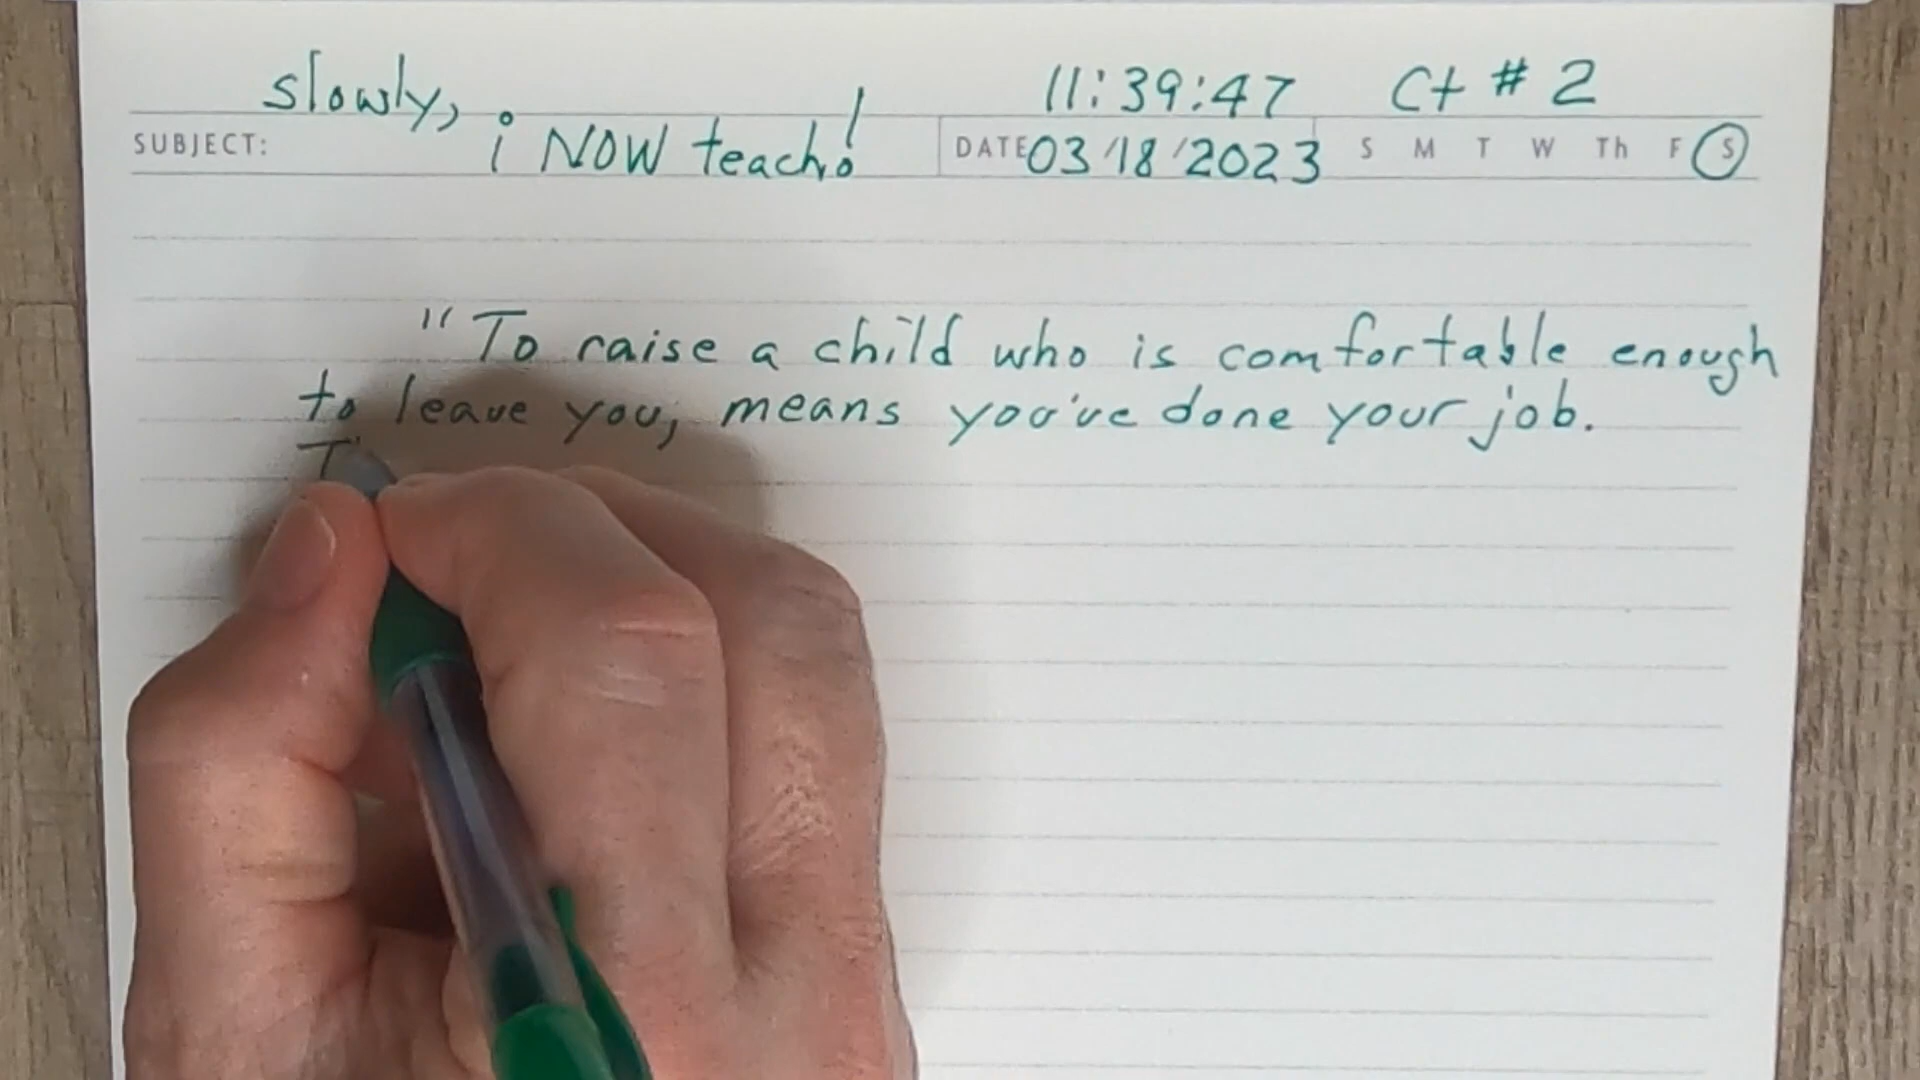 slowly, 11:39:47 Ct # 2
SUBJECT: i NOW teach! DATE 03/18/2023 S M T W Th F S
"To raise a child who is comfortable enough
to leave you, means you've done your job.